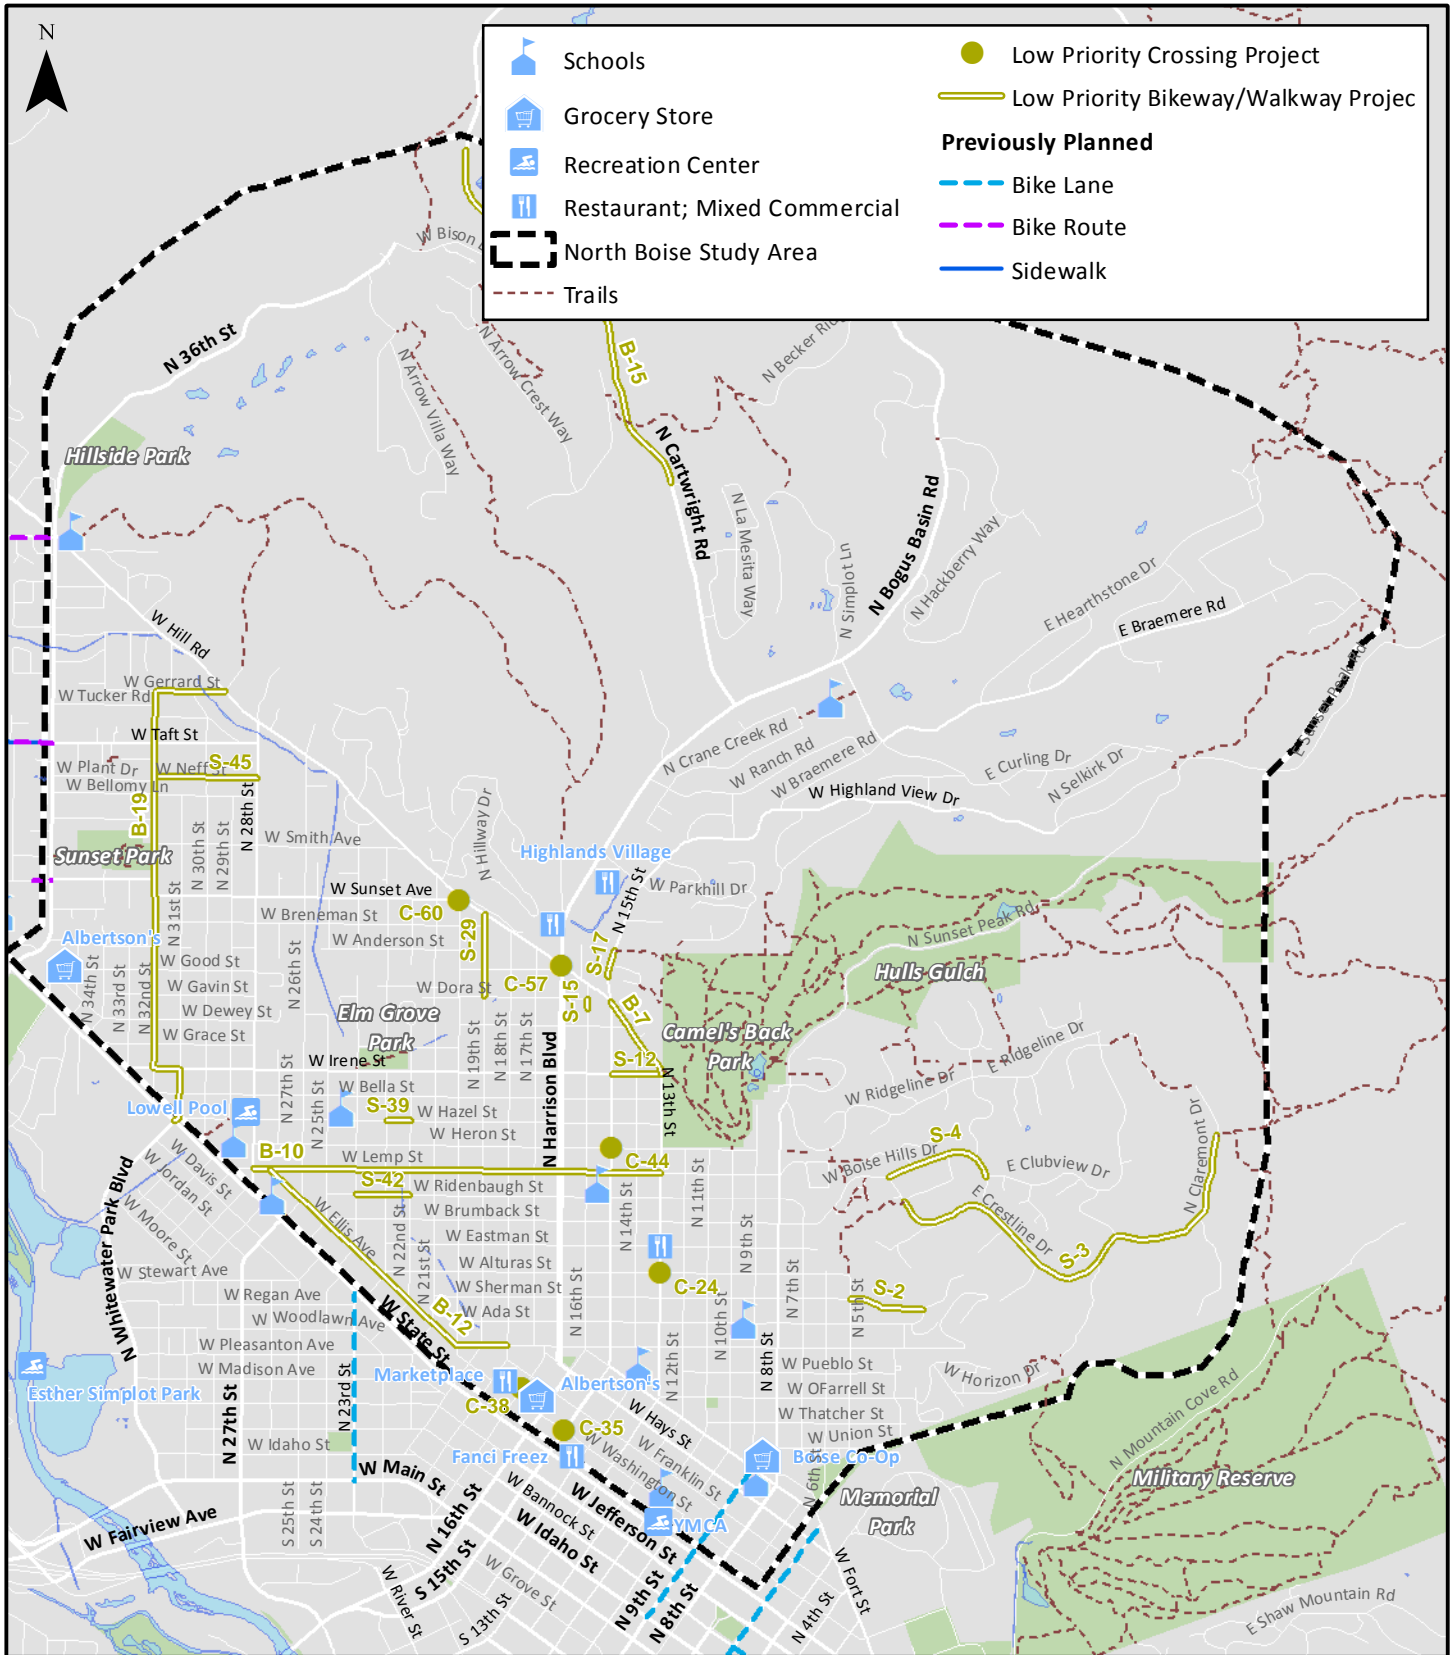 N
Schools
Grocery Store
Recreation Center
Restaurant; Mixed Commercial
North Boise Study Area
Trails
Low Priority Crossing Project
Low Priority Bikeway/Walkway Projec
Previously Planned
Bike Lane
Bike Route
Sidewalk
W Bison
N 36th St
N Arrow Crest Way
N Arrow Villa Way
B-15
N Becker
Hillside Park
N Cartwright Rd
N La Mesita Way
N Simplot Ln
N Bogus Basin Rd
N Hackberry Way
E Hearthstone Dr
E Braemere Rd
E Sunset Peak Rd
W Hill Rd
W Gerrard St
W Tucker Rd
W Taft St
W Plant Dr
W Neff St
S-45
W Bellomy Ln
B-19
N 28th St
N Crane Creek Rd
W Ranch Rd
W Braemere Rd
E Curling Dr
N Selkirk Dr
W Highland View Dr
N 30th St
N 29th St
W Smith Ave
N Hillway Dr
Sunset Park
Highlands Village
W Sunset Ave
W Parkhill Dr
N 15th St
C-60
W Breneman St
N 31st St
S-29
W Anderson St
N Sunset Peak Rd
Albertson's
W Good St
S-17
Hulls Gulch
N 34th St
N 33rd St
N 32nd St
W Gavin St
N 26th St
W Dora St
C-57
S-15
B-7
W Dewey St
Elm Grove
Park
Camel's Back
Park
W Grace St
N 19th St
N 18th St
N 17th St
N Harrison Blvd
W Irene St
S-12
E Ridgeline Dr
W Ridgeline Dr
N 27th St
N 25th St
W Bella St
N 13th St
Lowell Pool
S-39
W Hazel St
W Heron St
N Claremont Dr
B-10
W Lemp St
C-44
S-4
W Boise Hills Dr
E Clubview Dr
W Davis St
W Jordan St
W Moore St
N Whitewater Park Blvd
S-42
W Ridenbaugh St
W Ellis Ave
N 22nd St
W Brumback St
N 14th St
N 11th St
E Crestline Dr
S-3
W Eastman St
N 9th St
W Stewart Ave
N 21st St
W Alturas St
C-24
W Sherman St
N 7th St
S-2
N 5th St
W Regan Ave
W Ada St
N 16th St
W Woodlawn Ave
W State St
B-12
N 10th St
W Pleasanton Ave
N 12th St
N 8th St
W Pueblo St
W Horizon Dr
W Madison Ave
Marketplace
Albertson's
W OFarrell St
Esther Simplot Park
N 27th St
N 23rd St
C-38
W Hays St
W Thatcher St
W Union St
C-35
W Idaho St
Fanci Freez
W Franklin St
W Washington St
Boise Co-Op
N 6th St
N Mountain Cove Rd
Military Reserve
W Main St
W Bannock St
W Jefferson St
YMCA
Memorial
Park
S 25th St
S 24th St
W Fairview Ave
N 16th St
W Idaho St
S 15th St
W Grove St
W River St
S 13th St
N 9th St
N 8th St
N 4th St
W Fort St
E Shaw Mountain Rd